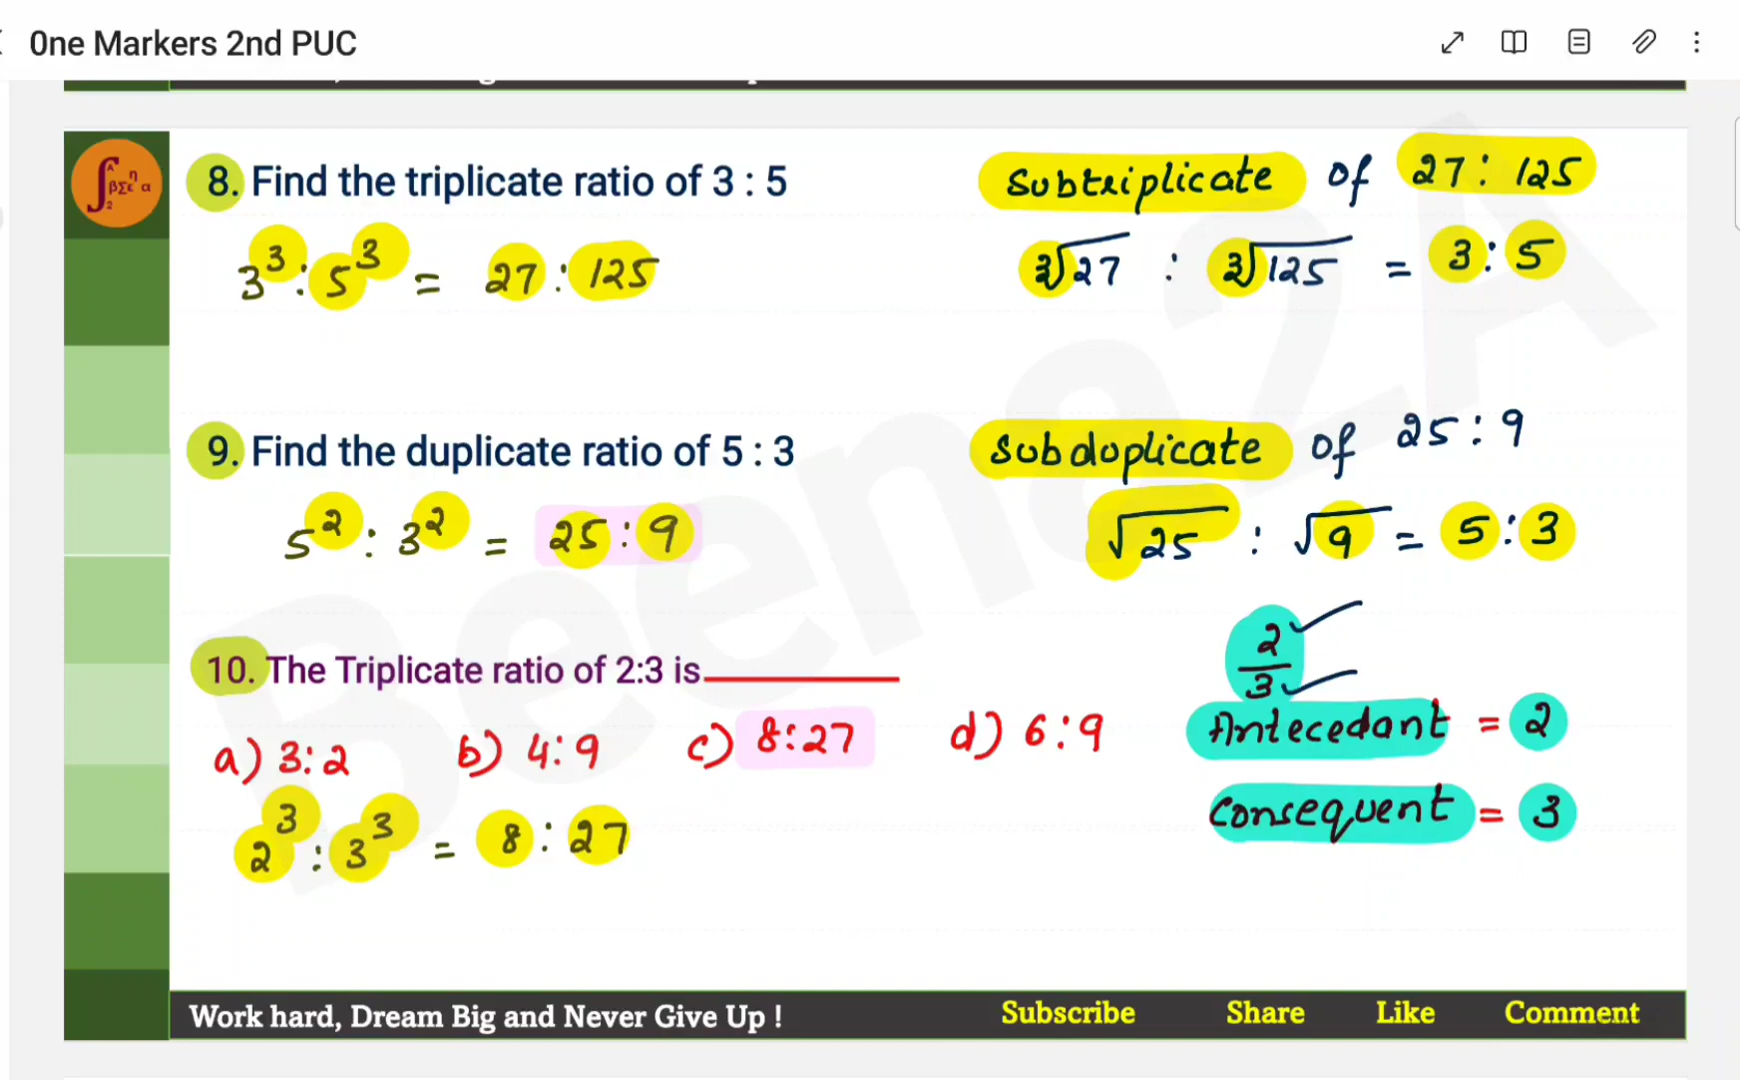 0ne Markers 2nd PUC
8. Find the triplicate ratio of 3 : 5
3³ : 5³ = 27 : 125
Subtriplicate of 27 : 125
∛27 : ∛125 = 3 : 5
9. Find the duplicate ratio of 5 : 3
5² : 3² = 25 : 9
Subduplicate of 25 : 9
√25 : √9 = 5 : 3
10. The Triplicate ratio of 2:3 is
a) 3:2 b) 4:9 c) 8:27 d) 6:9
2³ : 3³ = 8 : 27
2/3
Antecedant = 2
Consequent = 3
Beena2A
Work hard, Dream Big and Never Give Up !
Subscribe Share Like Comment